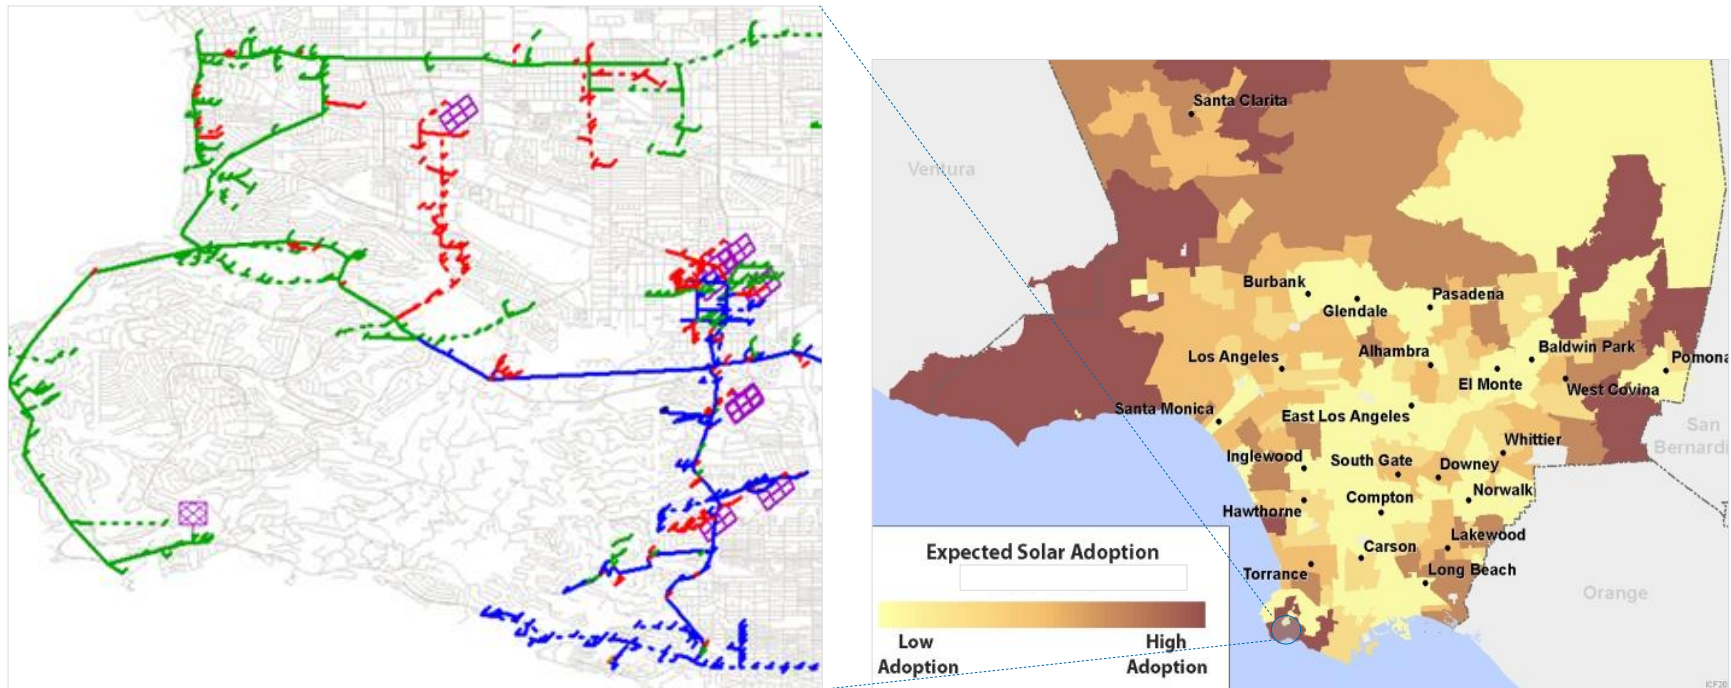 Santa Clarita
Ventura
Burbank
Glendale
Pasadena
Los Angeles
Alhambra
Baldwin Park
Pomona
El Monte
West Covina
Santa Monica
East Los Angeles
San
Bernardi
Whittier
Inglewood
South Gate
Downey
Norwalk
Compton
Hawthorne
Lakewood
Expected Solar Adoption
Carson
Long Beach
Torrance
Orange
Low
Adoption
High
Adoption
ICF20